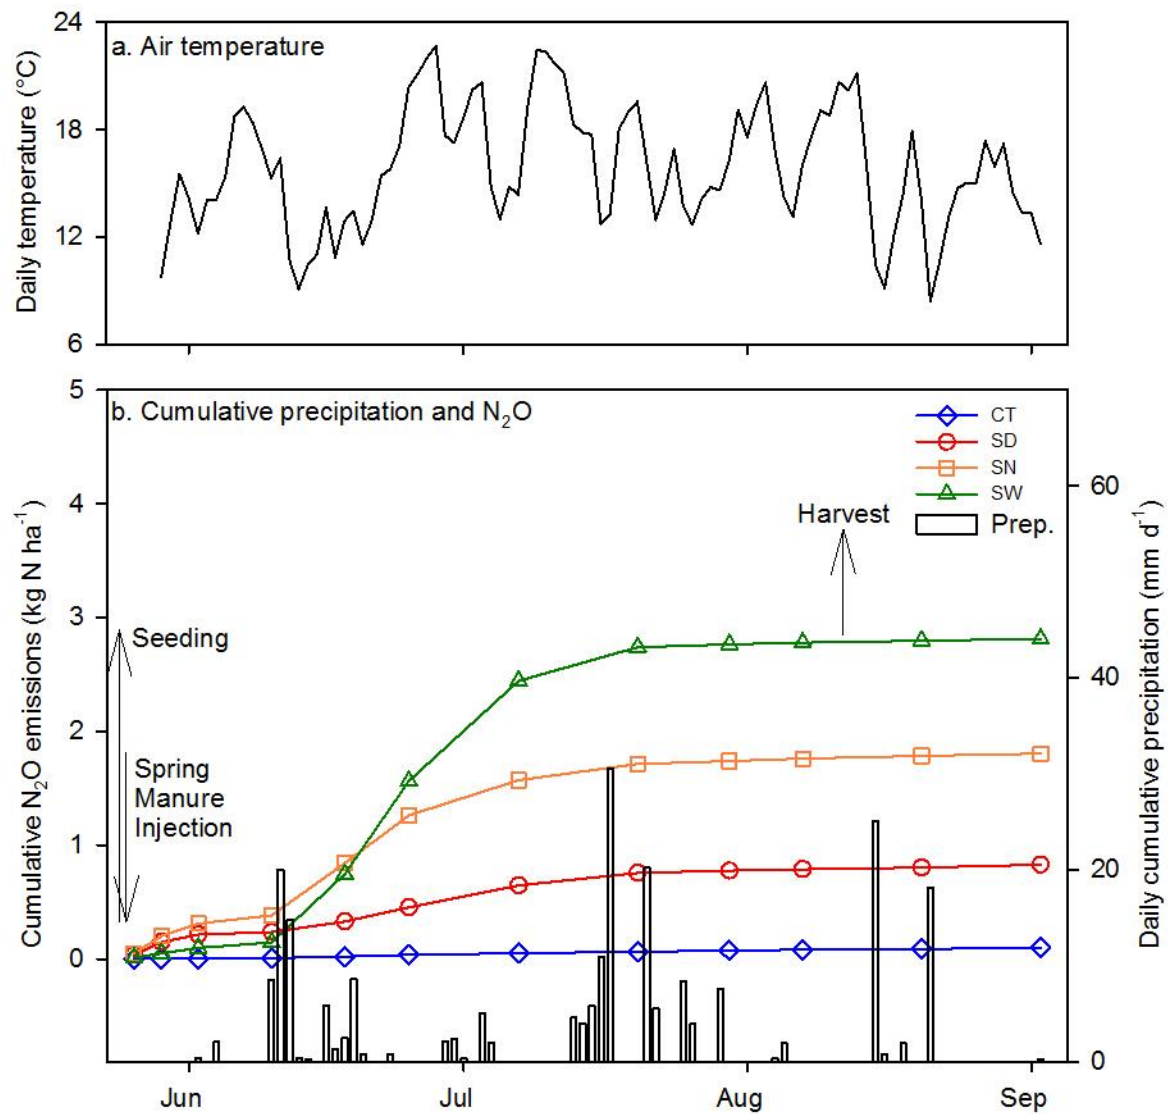 a. Air temperature
24
18
12
6
Daily temperature (°C)
b. Cumulative precipitation and N₂O
5
4
3
2
1
0
Cumulative N₂O emissions (kg N ha⁻¹)
CT
SD
SN
SW
Prep.
Harvest
Seeding
Spring
Manure
Injection
60
40
20
0
Daily cumulative precipitation (mm d⁻¹)
Jun
Jul
Aug
Sep